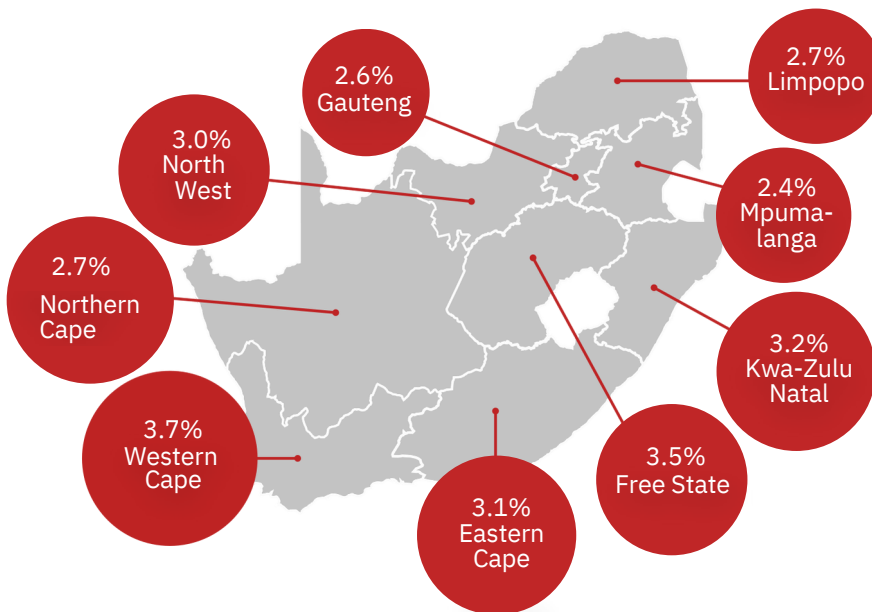 2.6%
Gauteng
2.7%
Limpopo
3.0%
North
West
2.4%
Mpuma-
langa
2.7%
Northern
Cape
3.2%
Kwa-Zulu
Natal
3.7%
Western
Cape
3.5%
Free State
3.1%
Eastern
Cape